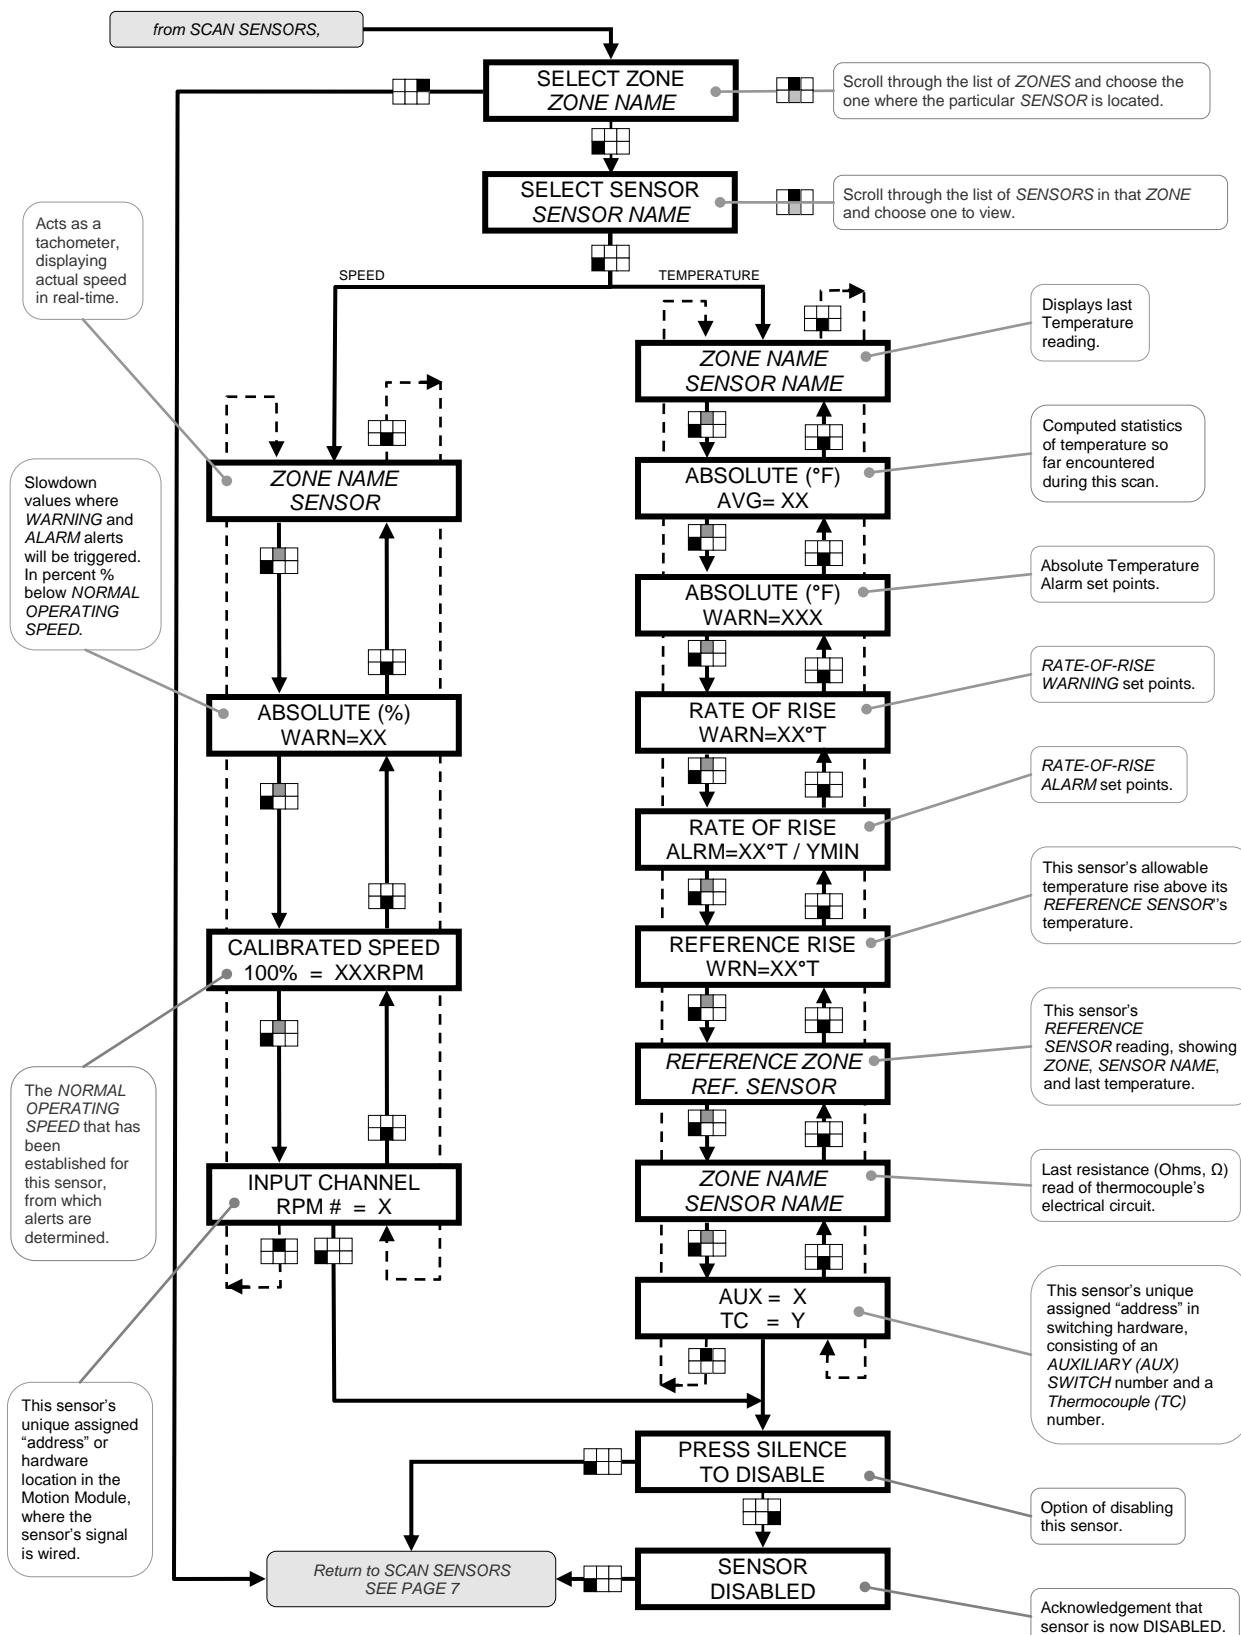 from SCAN SENSORS,
SELECT ZONE
ZONE NAME
Scroll through the list of ZONES and choose the
one where the particular SENSOR is located.
SELECT SENSOR
SENSOR NAME
Scroll through the list of SENSORS in that ZONE
and choose one to view.
SPEED
TEMPERATURE
Acts as a
tachometer,
displaying
actual speed
in real-time.
ZONE NAME
SENSOR
Slowdown
values where
WARNING and
ALARM alerts
will be triggered.
In percent %
below NORMAL
OPERATING
SPEED.
ABSOLUTE (%)
WARN=XX
CALIBRATED SPEED
100% = XXXRPM
The NORMAL
OPERATING
SPEED that has
been
established for
this sensor,
from which
alerts are
determined.
INPUT CHANNEL
RPM # = X
This sensor's
unique assigned
“address” or
hardware
location in the
Motion Module,
where the
sensor's signal
is wired.
ZONE NAME
SENSOR NAME
Displays last
Temperature
reading.
ABSOLUTE (°F)
AVG= XX
Computed statistics
of temperature so
far encountered
during this scan.
ABSOLUTE (°F)
WARN=XXX
Absolute Temperature
Alarm set points.
RATE OF RISE
WARN=XX°T
RATE-OF-RISE
WARNING set points.
RATE OF RISE
ALRM=XX°T / YMIN
RATE-OF-RISE
ALARM set points.
REFERENCE RISE
WRN=XX°T
This sensor's allowable
temperature rise above its
REFERENCE SENSOR''s
temperature.
REFERENCE ZONE
REF. SENSOR
This sensor's
REFERENCE
SENSOR reading, showing
ZONE, SENSOR NAME,
and last temperature.
ZONE NAME
SENSOR NAME
Last resistance (Ohms, Ω)
read of thermocouple's
electrical circuit.
AUX = X
TC = Y
This sensor's unique
assigned “address” in
switching hardware,
consisting of an
AUXILIARY (AUX)
SWITCH number and a
Thermocouple (TC)
number.
PRESS SILENCE
TO DISABLE
Option of disabling
this sensor.
SENSOR
DISABLED
Acknowledgement that
sensor is now DISABLED.
Return to SCAN SENSORS
SEE PAGE 7